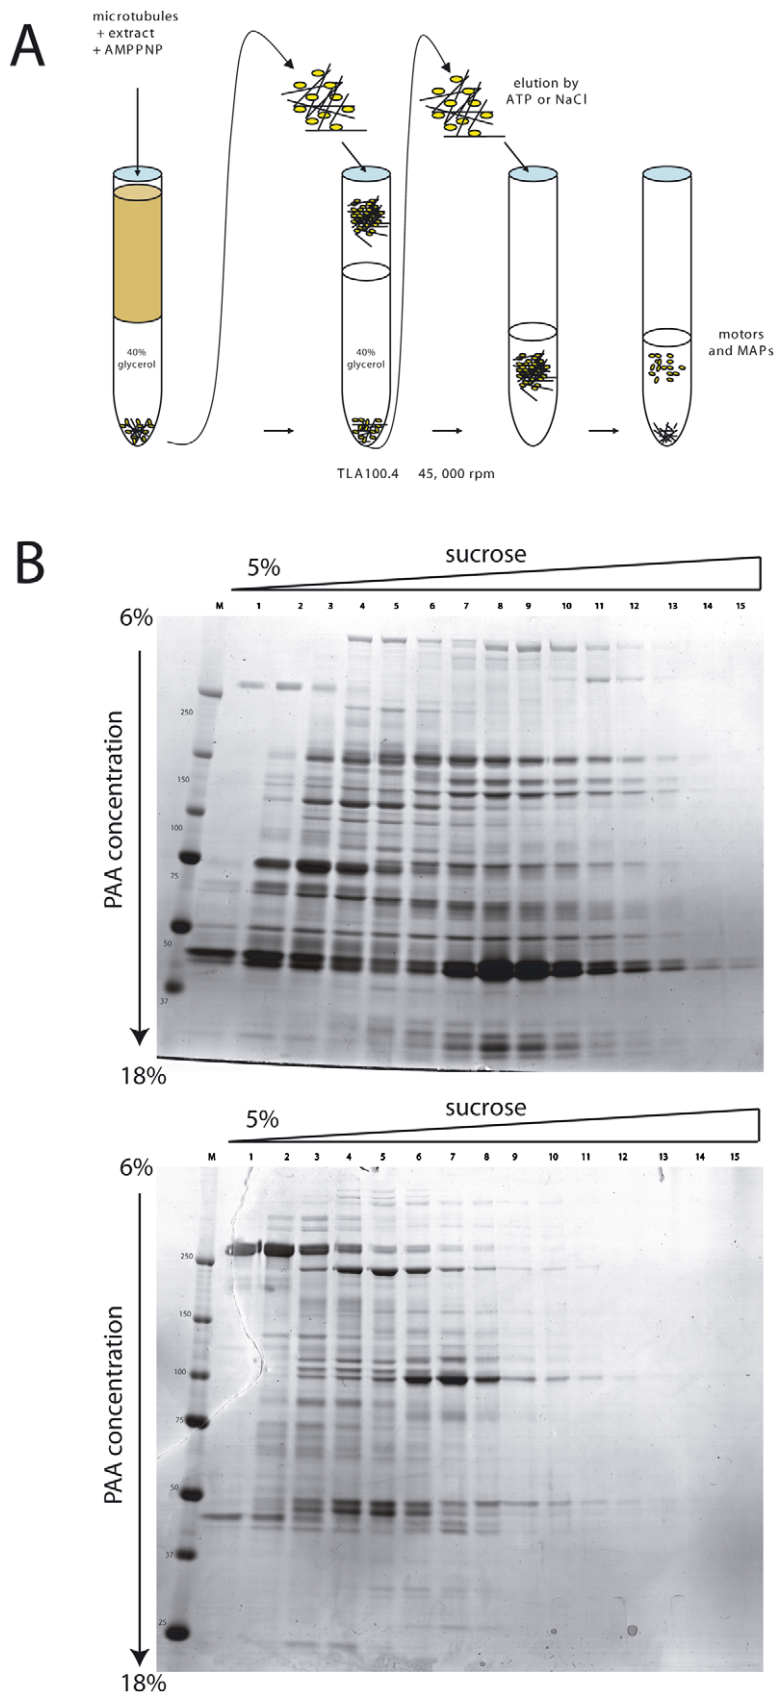 A
microtubules
+ extract
+ AMPPNP
elution by
ATP or NaCl
40%
glycerol
40%
glycerol
motors
and MAPs
TLA100.4 45, 000 rpm
B
5% sucrose
M 1 2 3 4 5 6 7 8 9 10 11 12 13 14 15
6%
250
150
100
75
50
37
PAA concentration
18%
5% sucrose
M 1 2 3 4 5 6 7 8 9 10 11 12 13 14 15
6%
250
150
100
75
50
37
25
PAA concentration
18%